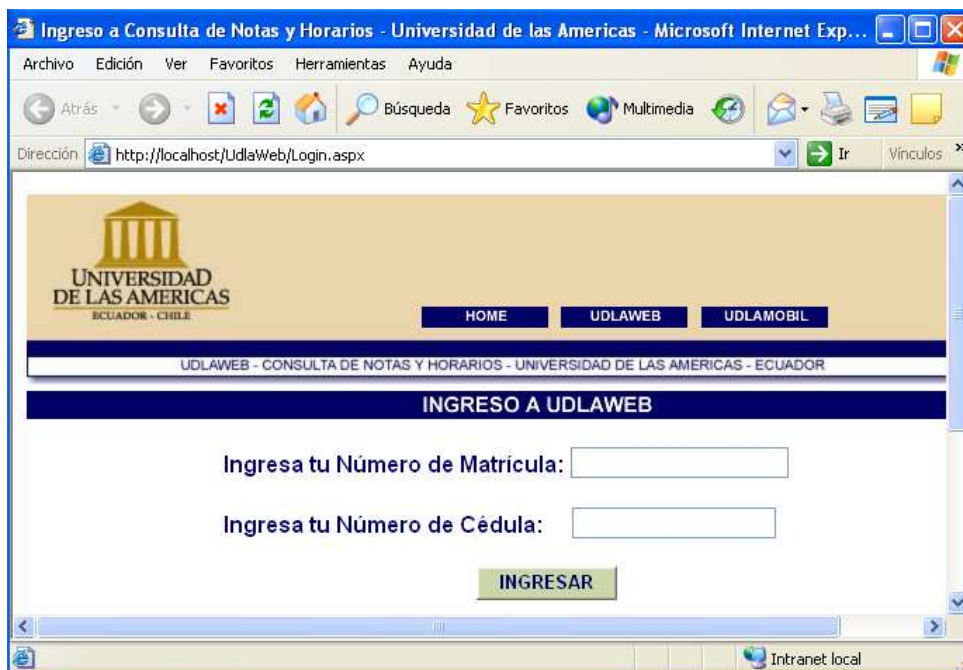 Ingreso a Consulta de Notas y Horarios - Universidad de las Americas - Microsoft Internet Exp...
Archivo Edición Ver Favoritos Herramientas Ayuda
Atrás Búsqueda Favoritos Multimedia
Dirección http://localhost/UdlaWeb/Login.aspx Ir Vínculos »
UNIVERSIDAD
DE LAS AMERICAS
ECUADOR - CHILE
HOME UDLAWEB UDLAMOBIL
UDLAWEB - CONSULTA DE NOTAS Y HORARIOS - UNIVERSIDAD DE LAS AMERICAS - ECUADOR
INGRESO A UDLAWEB
Ingresa tu Número de Matrícula:
Ingresa tu Número de Cédula:
INGRESAR
Intranet local